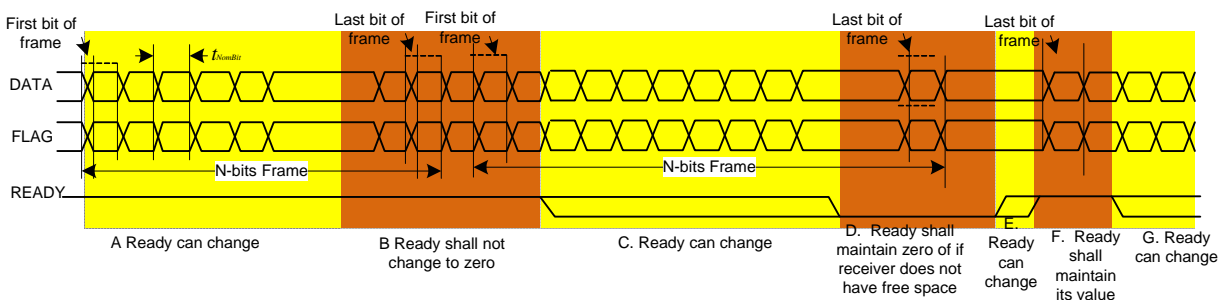 First bit of
frame
t NomBit
Last bit of
frame
First bit of
frame
Last bit of
frame
Last bit of
frame
DATA
FLAG
N-bits Frame
N-bits Frame
READY
A Ready can change
B Ready shall not
change to zero
C. Ready can change
D. Ready shall
maintain zero of if
receiver does not
have free space
E.
Ready
can
change
F. Ready
shall
maintain
its value
G. Ready
can change